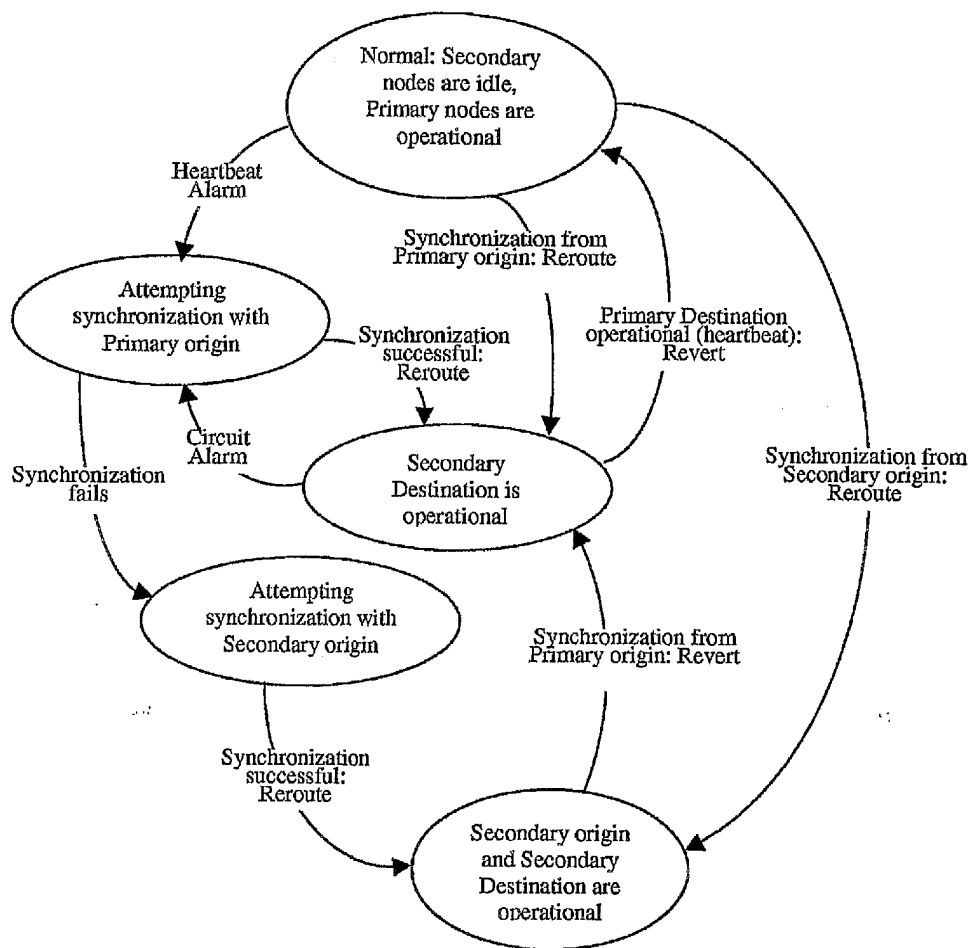 Normal: Secondary
nodes are idle,
Primary nodes are
operational
Heartbeat
Alarm
Synchronization from
Primary origin: Reroute
Attempting
synchronization with
Primary origin
Synchronization
successful:
Reroute
Primary Destination
operational (heartbeat):
Revert
Circuit
Alarm
Secondary
Destination is
operational
Synchronization from
Secondary origin:
Reroute
Synchronization
fails
Attempting
synchronization with
Secondary origin
Synchronization from
Primary origin: Revert
Synchronization
successful:
Reroute
Secondary origin
and Secondary
Destination are
operational